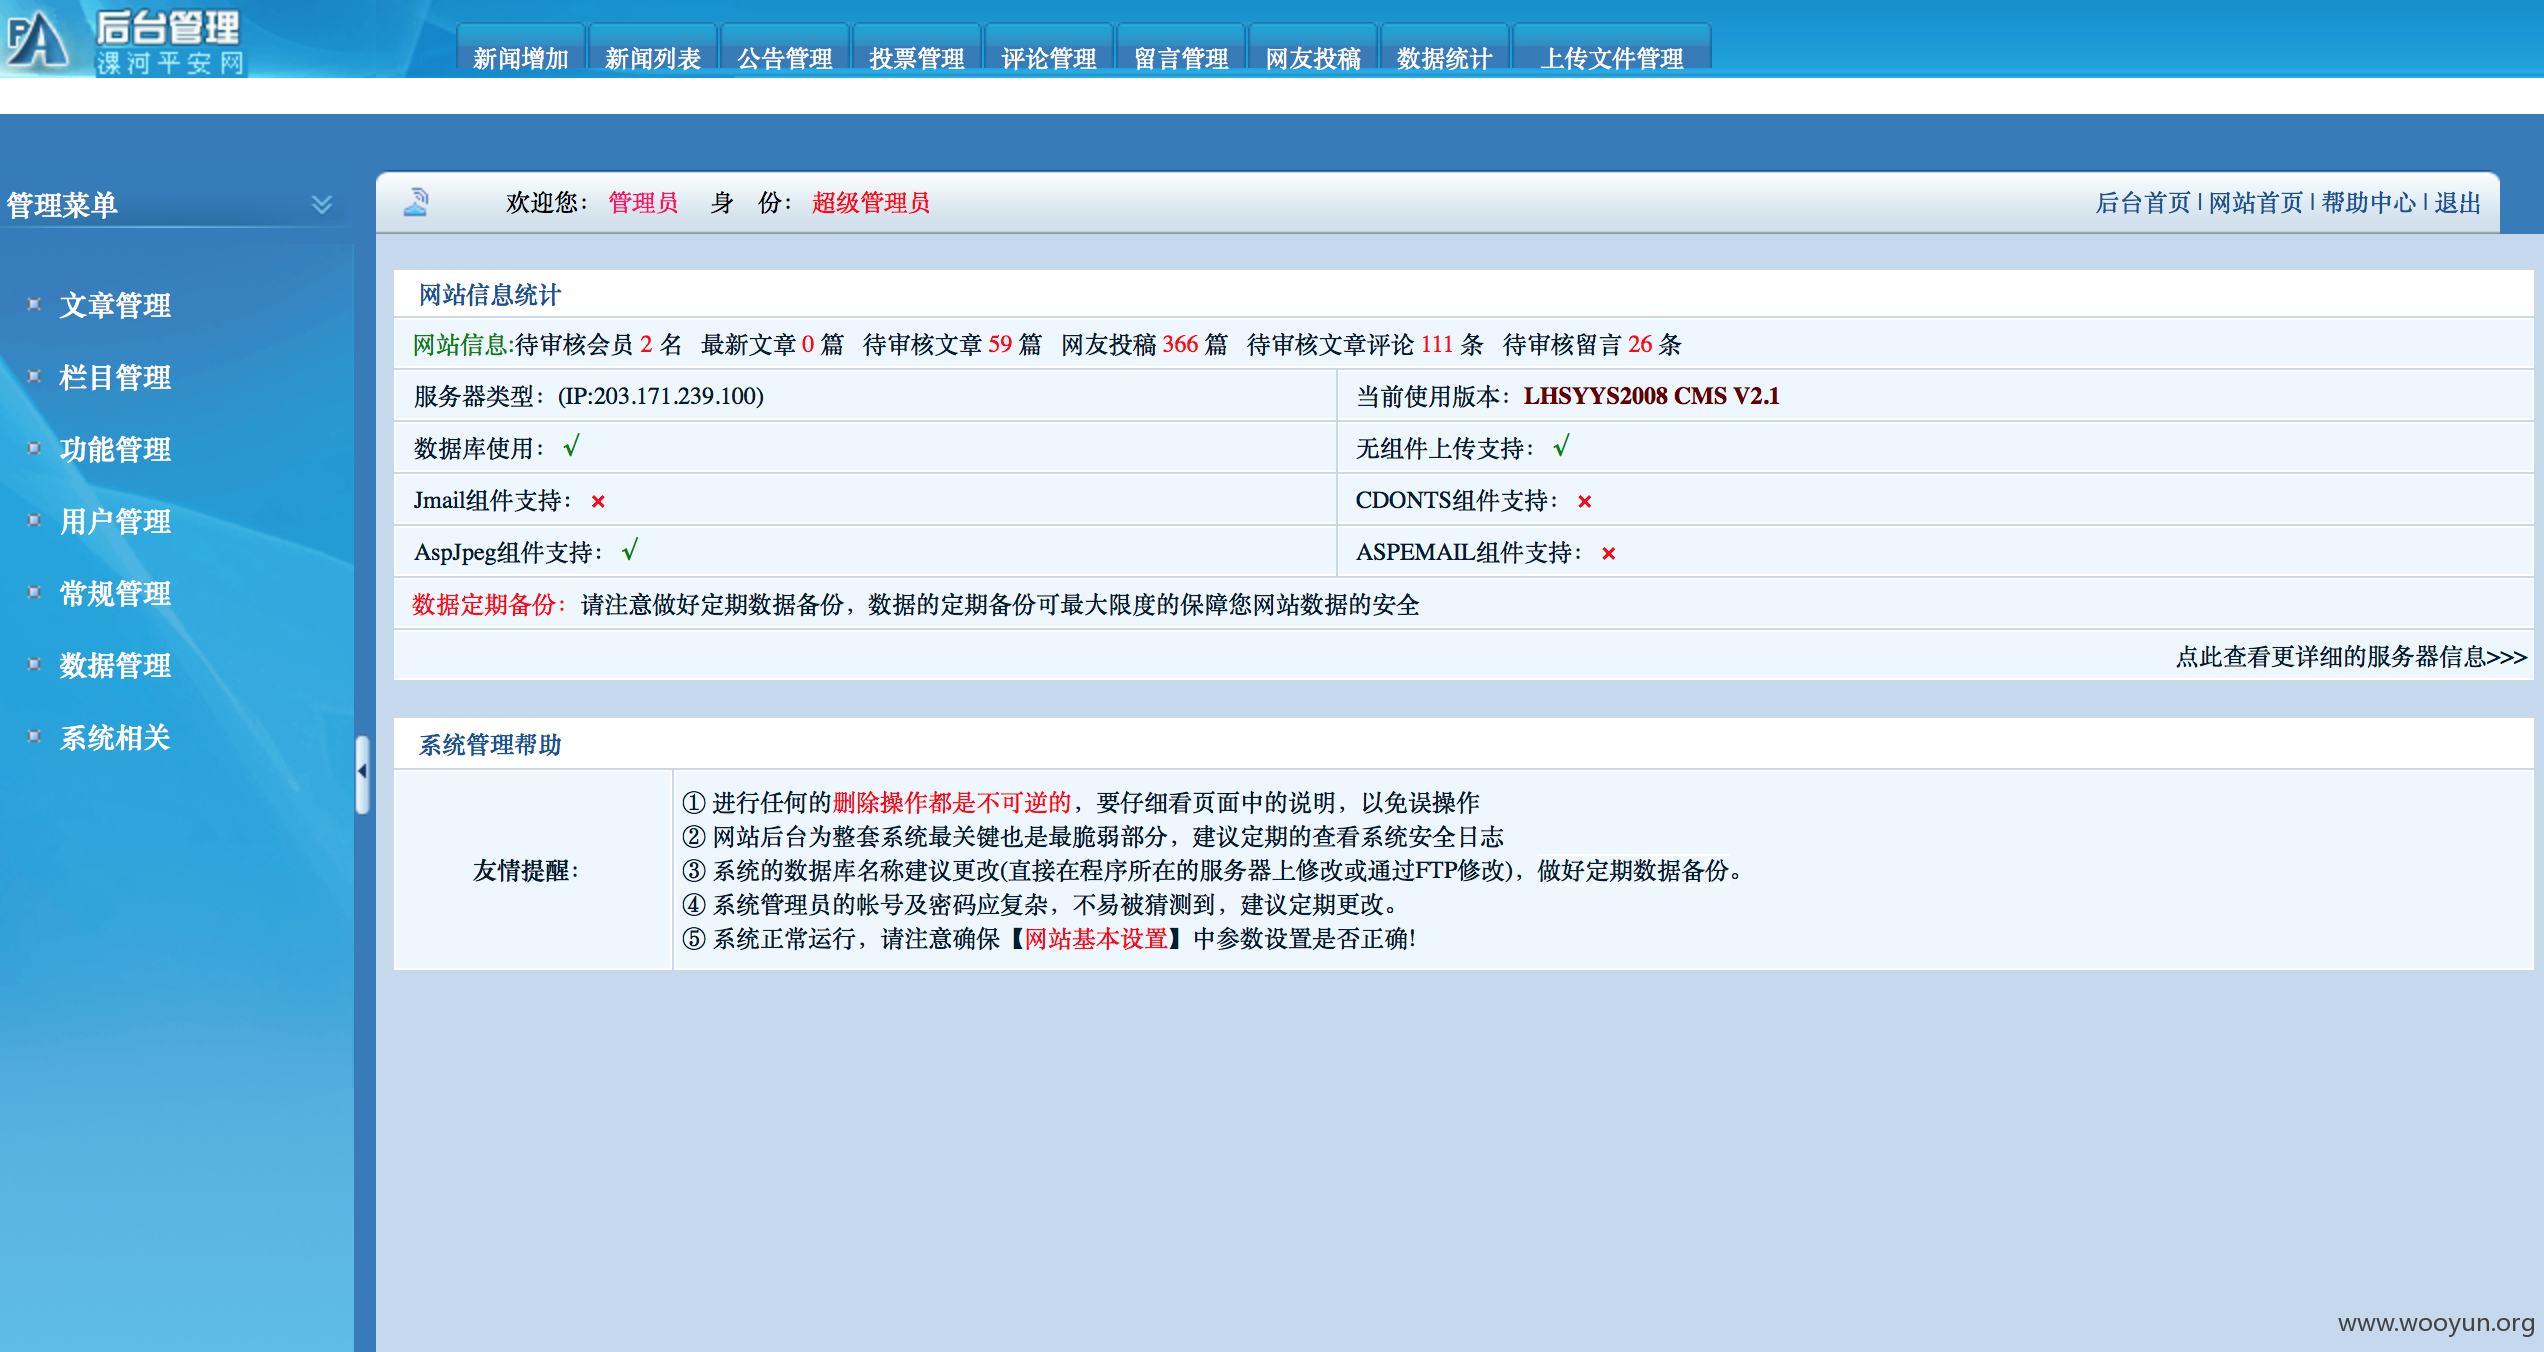 后台管理
漯河平安网
新闻增加 新闻列表 公告管理 投票管理 评论管理 留言管理 网友投稿 数据统计 上传文件管理
管理菜单
文章管理
栏目管理
功能管理
用户管理
常规管理
数据管理
系统相关
欢迎您： 管理员 身 份： 超级管理员
后台首页 | 网站首页 | 帮助中心 | 退出
网站信息统计
网站信息:待审核会员 2 名 最新文章 0 篇 待审核文章 59 篇 网友投稿 366 篇 待审核文章评论 111 条 待审核留言 26 条
服务器类型：(IP:203.171.239.100) 当前使用版本：LHSYYS2008 CMS V2.1
数据库使用： √ 无组件上传支持： √
Jmail组件支持： × CDONTS组件支持： ×
AspJpeg组件支持： √ ASPEMAIL组件支持： ×
数据定期备份：请注意做好定期数据备份，数据的定期备份可最大限度的保障您网站数据的安全
点此查看更详细的服务器信息>>>
系统管理帮助
友情提醒：
① 进行任何的删除操作都是不可逆的，要仔细看页面中的说明，以免误操作
② 网站后台为整套系统最关键也是最脆弱部分，建议定期的查看系统安全日志
③ 系统的数据库名称建议更改(直接在程序所在的服务器上修改或通过FTP修改)，做好定期数据备份。
④ 系统管理员的帐号及密码应复杂，不易被猜测到，建议定期更改。
⑤ 系统正常运行，请注意确保【网站基本设置】中参数设置是否正确!
www.wooyun.org